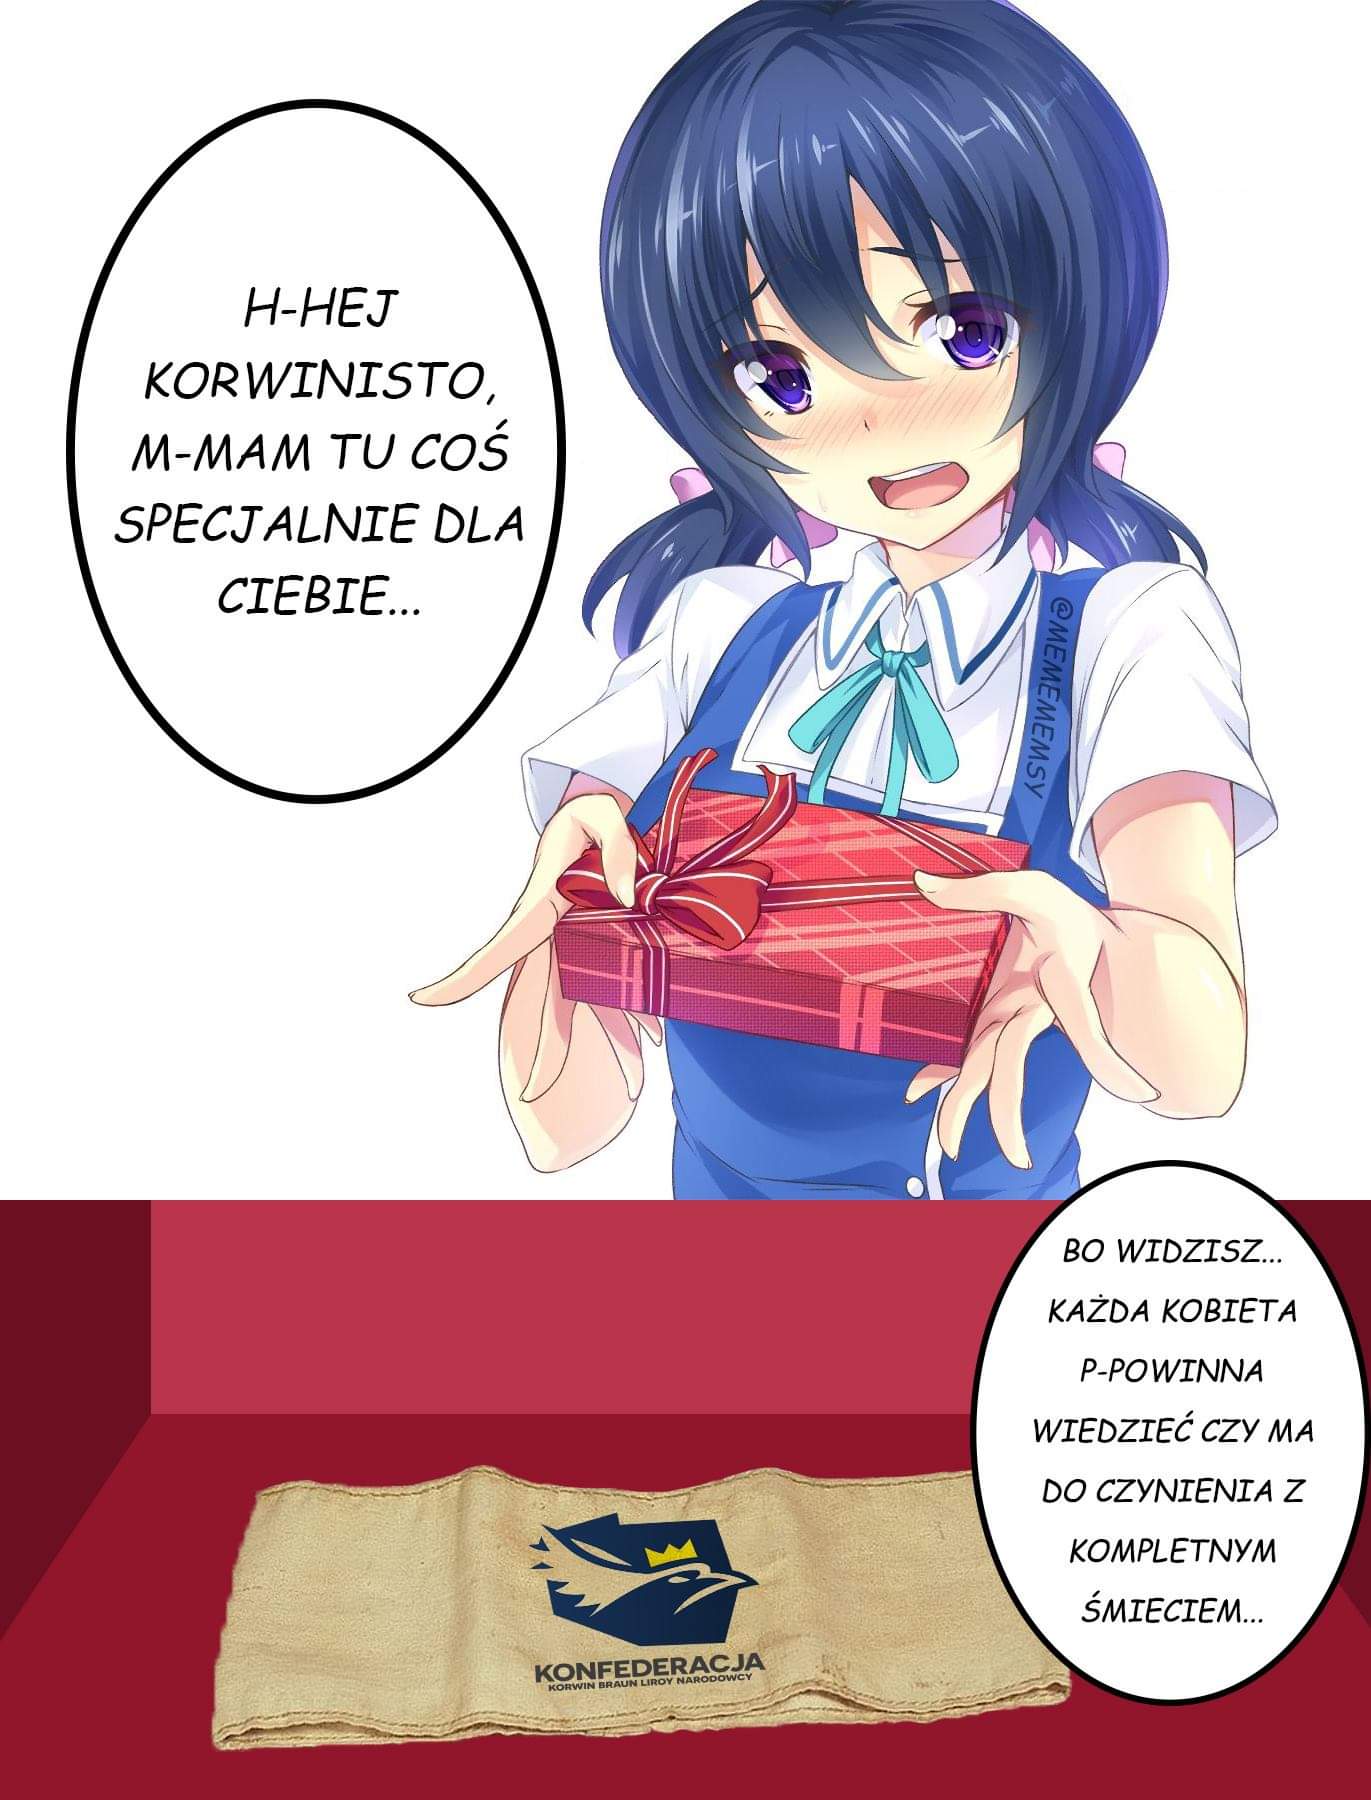 H-HEJ
KORWINISTO,
M-MAM TU COŚ
SPECJALNIE DLA
CIEBIE...
@MEMEMEMSY
BO WIDZISZ...
KAŻDA KOBIETA
P-POWINNA
WIEDZIEĆ CZY MA
DO CZYNIENIA Z
KOMPLETNYM
ŚMIECIEM...
KONFEDERACJA
KORWIN BRAUN LIROY NARODOWCY